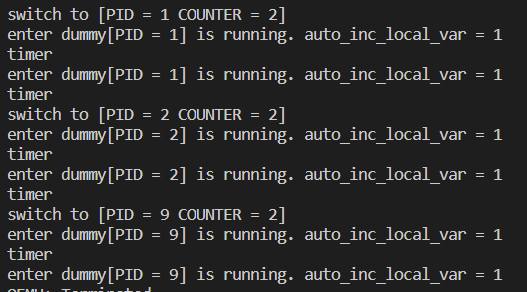 switch to [PID = 1 COUNTER = 2]
enter dummy[PID = 1] is running. auto_inc_local_var = 1
timer
enter dummy[PID = 1] is running. auto_inc_local_var = 1
timer
switch to [PID = 2 COUNTER = 2]
enter dummy[PID = 2] is running. auto_inc_local_var = 1
timer
enter dummy[PID = 2] is running. auto_inc_local_var = 1
timer
switch to [PID = 9 COUNTER = 2]
enter dummy[PID = 9] is running. auto_inc_local_var = 1
timer
enter dummy[PID = 9] is running. auto_inc_local_var = 1
QEMU: Terminated